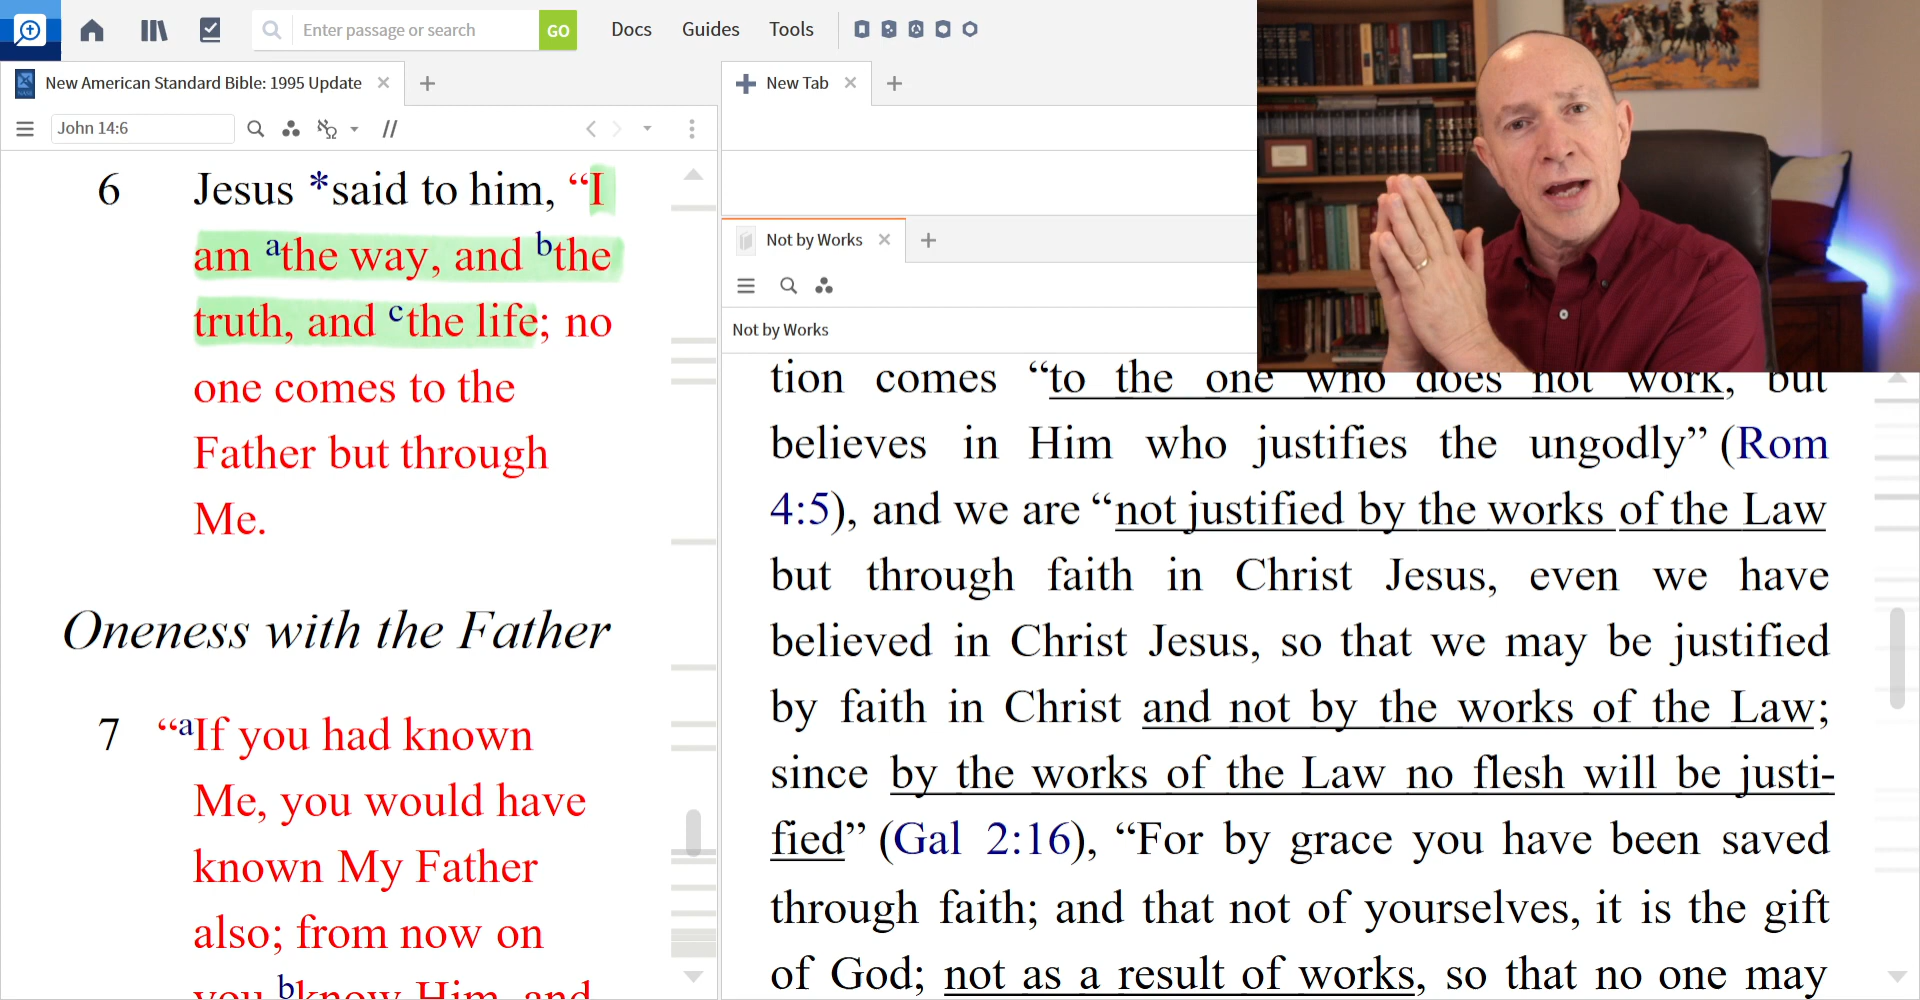 Enter passage or search
GO
Docs
Guides
Tools
New American Standard Bible: 1995 Update
John 14:6
6 Jesus *said to him, “I
am ᵃthe way, and ᵇthe
truth, and ᶜthe life; no
one comes to the
Father but through
Me.
Oneness with the Father
7 “ᵃIf you had known
Me, you would have
known My Father
also; from now on
you ᵇknow Him, and
New Tab
Not by Works
Not by Works
tion comes “to the one who does not work, but
believes in Him who justifies the ungodly” (Rom
4:5), and we are “not justified by the works of the Law
but through faith in Christ Jesus, even we have
believed in Christ Jesus, so that we may be justified
by faith in Christ and not by the works of the Law;
since by the works of the Law no flesh will be justi-
fied” (Gal 2:16), “For by grace you have been saved
through faith; and that not of yourselves, it is the gift
of God; not as a result of works, so that no one may